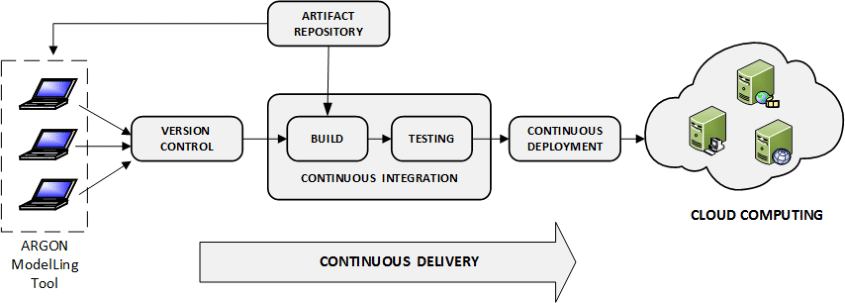 ARTIFACT
REPOSITORY
VERSION
CONTROL
BUILD
TESTING
CONTINUOUS INTEGRATION
CONTINUOUS
DEPLOYMENT
CLOUD COMPUTING
ARGON
ModelLing
Tool
CONTINUOUS DELIVERY